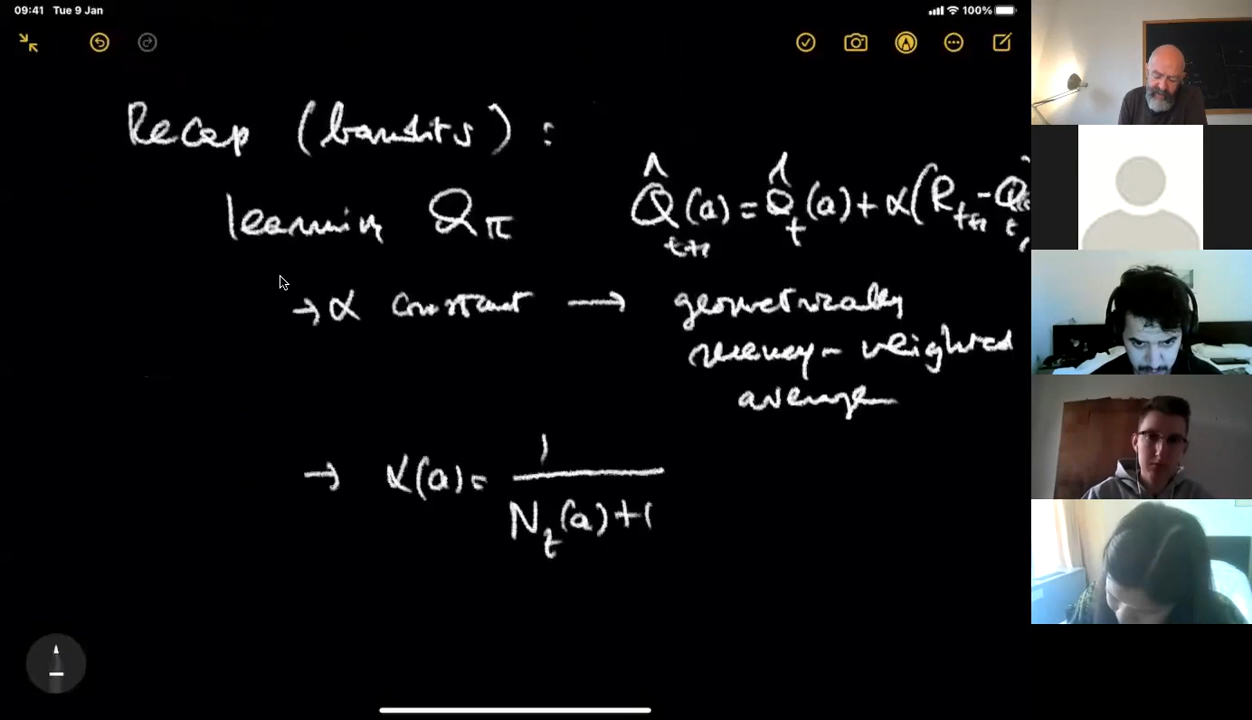 09:41 Tue 9 Jan
100%
Recap (bandits) :
learning Qπ
Q̂t+1(a) = Q̂t(a) + α(Rt+1 - Q̂t
→ α constant → geometrically
recency-weighted
average
→ α(a) = 1 / Nt(a)+1